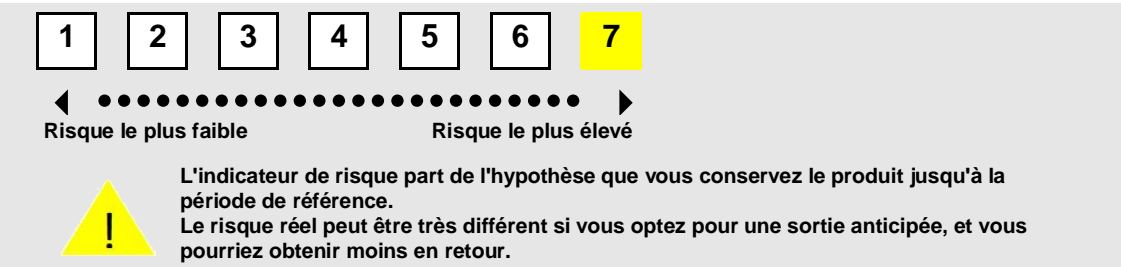 1 2 3 4 5 6 7
Risque le plus faible Risque le plus élevé
L'indicateur de risque part de l'hypothèse que vous conservez le produit jusqu'à la
période de référence.
Le risque réel peut être très différent si vous optez pour une sortie anticipée, et vous
pourriez obtenir moins en retour.
!